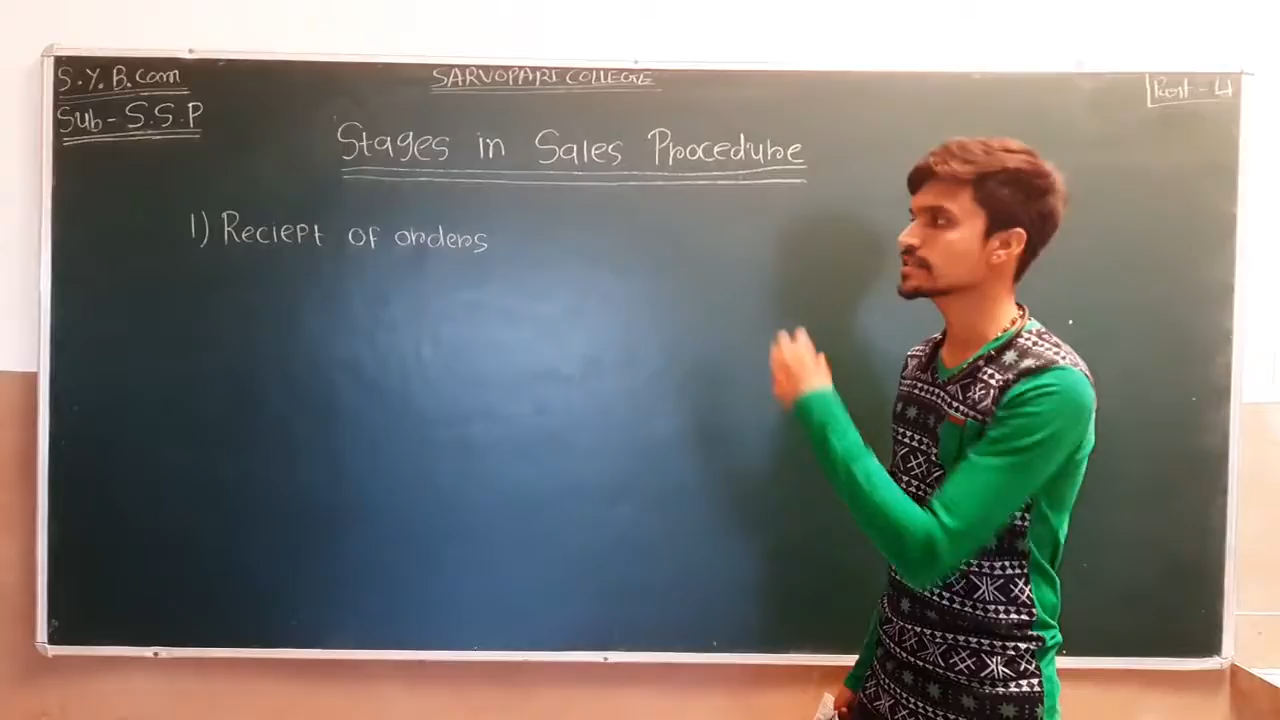 S.Y. B.Com
SARVOPARI COLLEGE
Part - 4
Sub - S.S.P
Stages in Sales Procedure
1) Reciept of orders